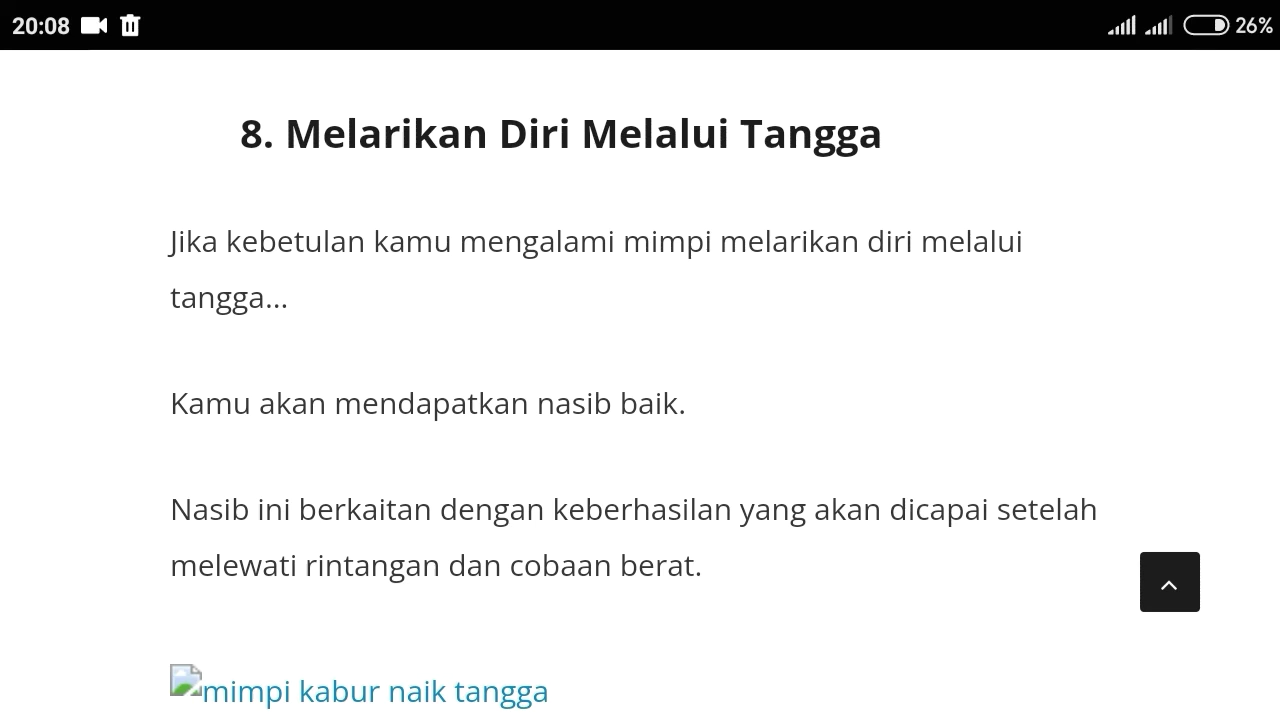 20:08
26%
8. Melarikan Diri Melalui Tangga
Jika kebetulan kamu mengalami mimpi melarikan diri melalui
tangga...
Kamu akan mendapatkan nasib baik.
Nasib ini berkaitan dengan keberhasilan yang akan dicapai setelah
melewati rintangan dan cobaan berat.
mimpi kabur naik tangga